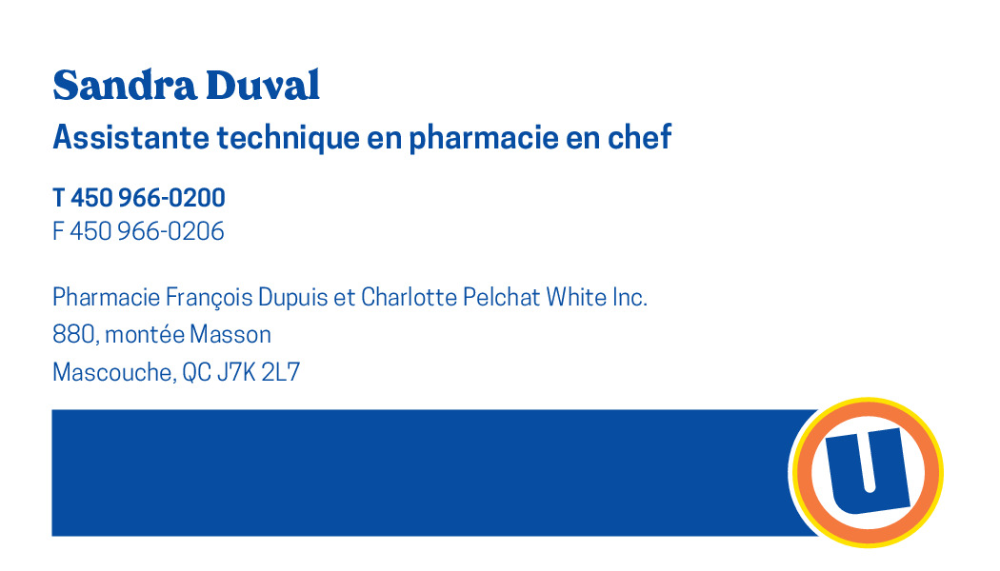 Sandra Duval
Assistante technique en pharmacie en chef
T 450 966-0200
F 450 966-0206
Pharmacie François Dupuis et Charlotte Pelchat White Inc.
880, montée Masson
Mascouche, QC J7K 2L7
u